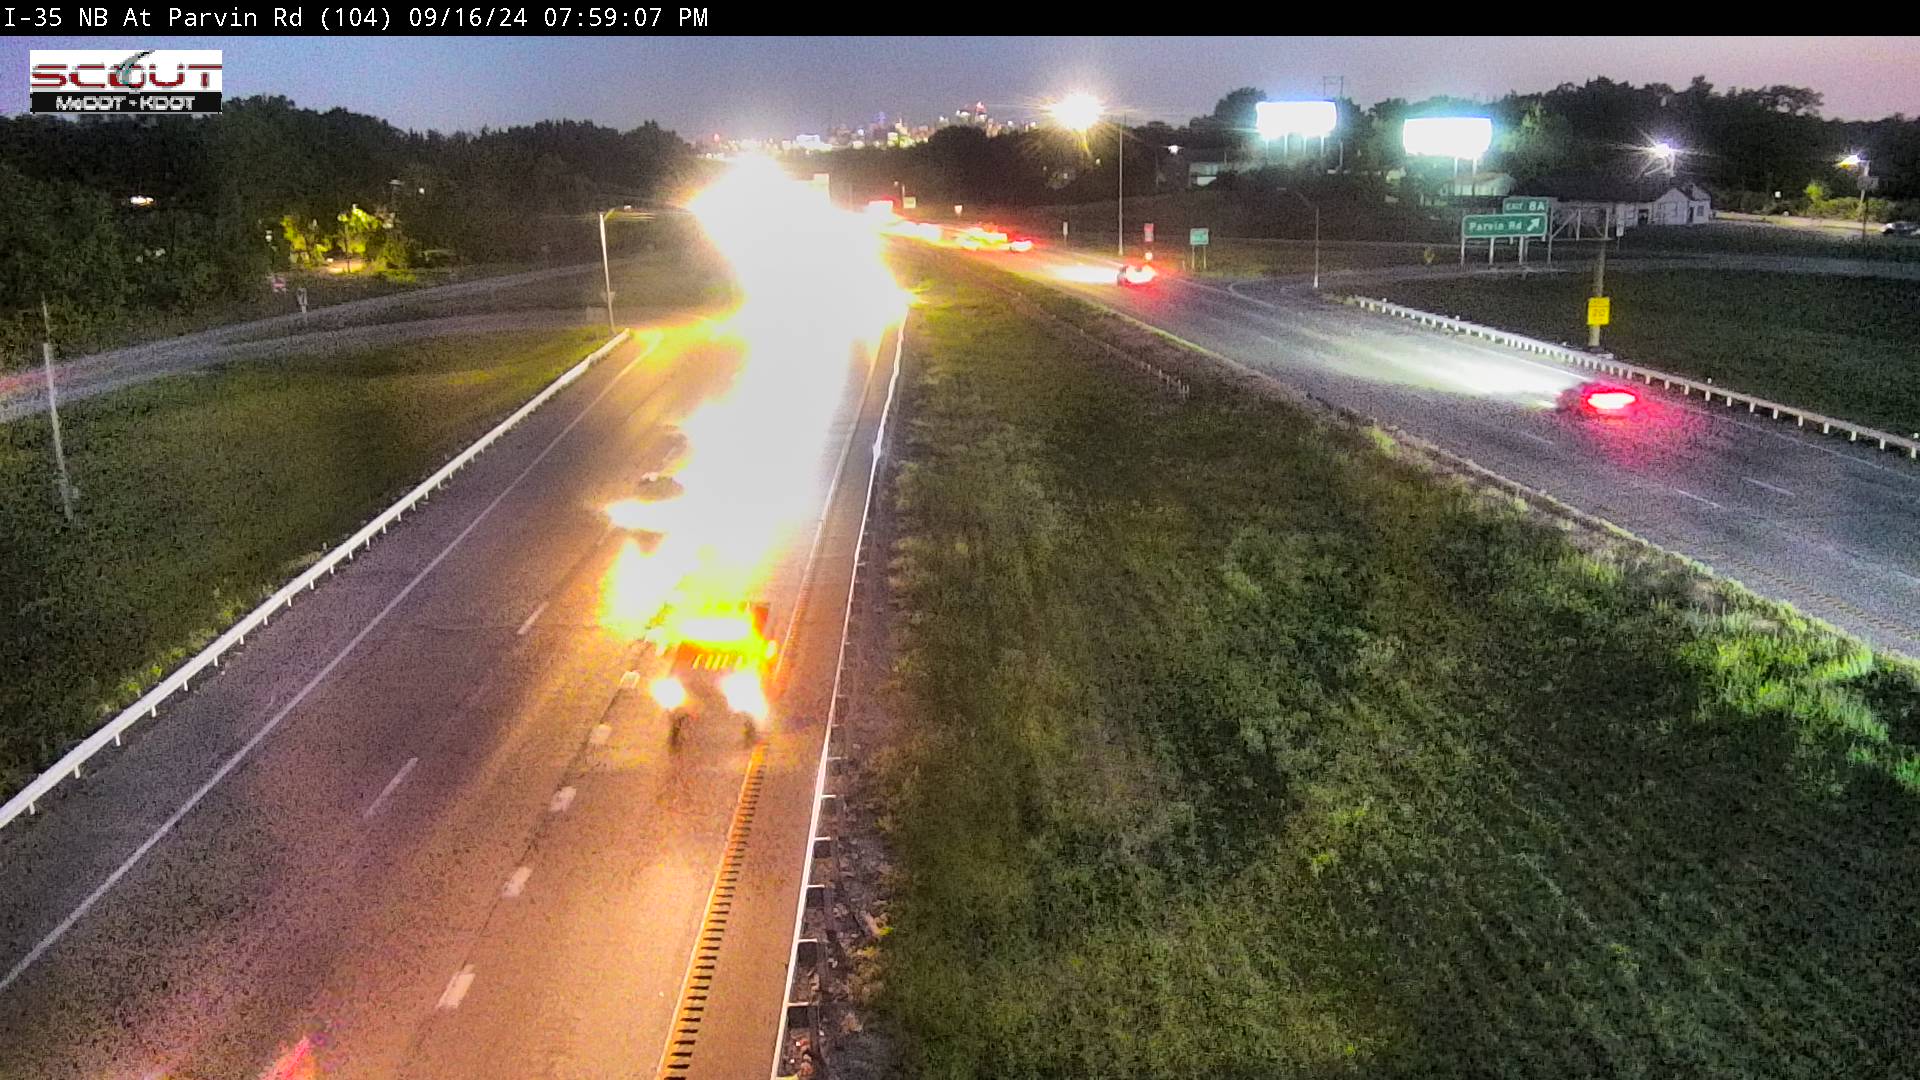 I-35 NB At Parvin Rd (104) 09/16/24 07:59:07 PM
SCOUT
MoDOT - KDOT
EXIT 8A
Parvin Rd